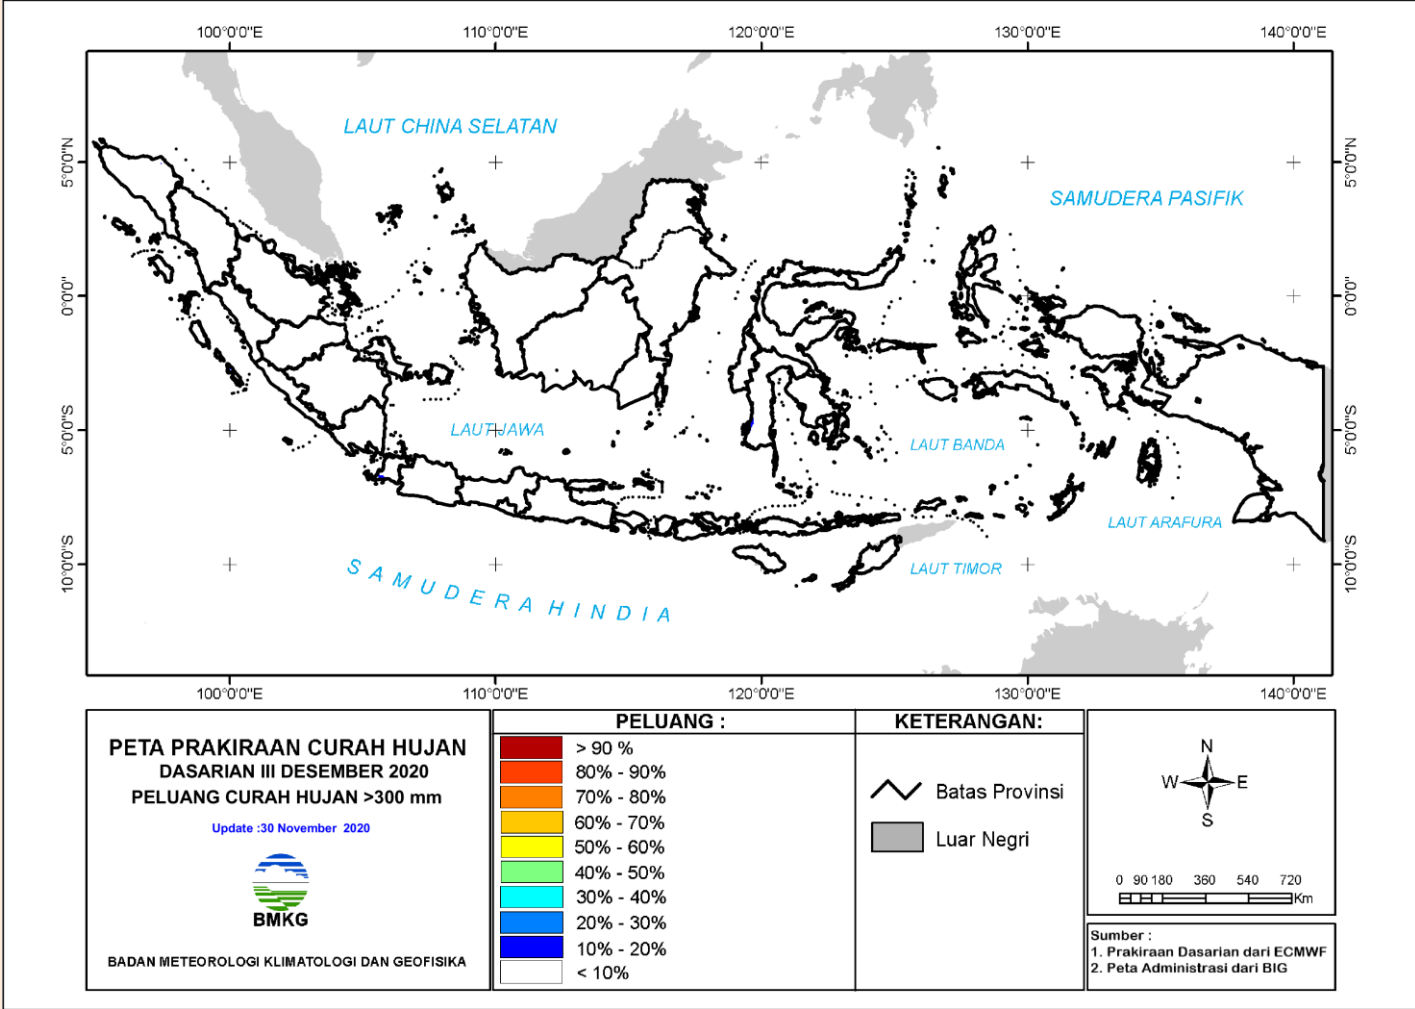 100°0'0"E 110°0'0"E 120°0'0"E 130°0'0"E 140°0'0"E
5°0'0"N 5°0'0"N
0°0'0" 0°0'0"
5°0'0"S 5°0'0"S
10°0'0"S 10°0'0"S
LAUT CHINA SELATAN
SAMUDERA PASIFIK
LAUT JAWA
LAUT BANDA
LAUT ARAFURA
LAUT TIMOR
SAMUDERA HINDIA
100°0'0"E 110°0'0"E 120°0'0"E 130°0'0"E 140°0'0"E
PETA PRAKIRAAN CURAH HUJAN
DASARIAN III DESEMBER 2020
PELUANG CURAH HUJAN >300 mm
Update :30 November 2020
BMKG
BADAN METEOROLOGI KLIMATOLOGI DAN GEOFISIKA
PELUANG :
> 90 %
80% - 90%
70% - 80%
60% - 70%
50% - 60%
40% - 50%
30% - 40%
20% - 30%
10% - 20%
< 10%
KETERANGAN:
Batas Provinsi
Luar Negri
N
W E
S
0 90 180 360 540 720
Km
Sumber :
1. Prakiraan Dasarian dari ECMWF
2. Peta Administrasi dari BIG